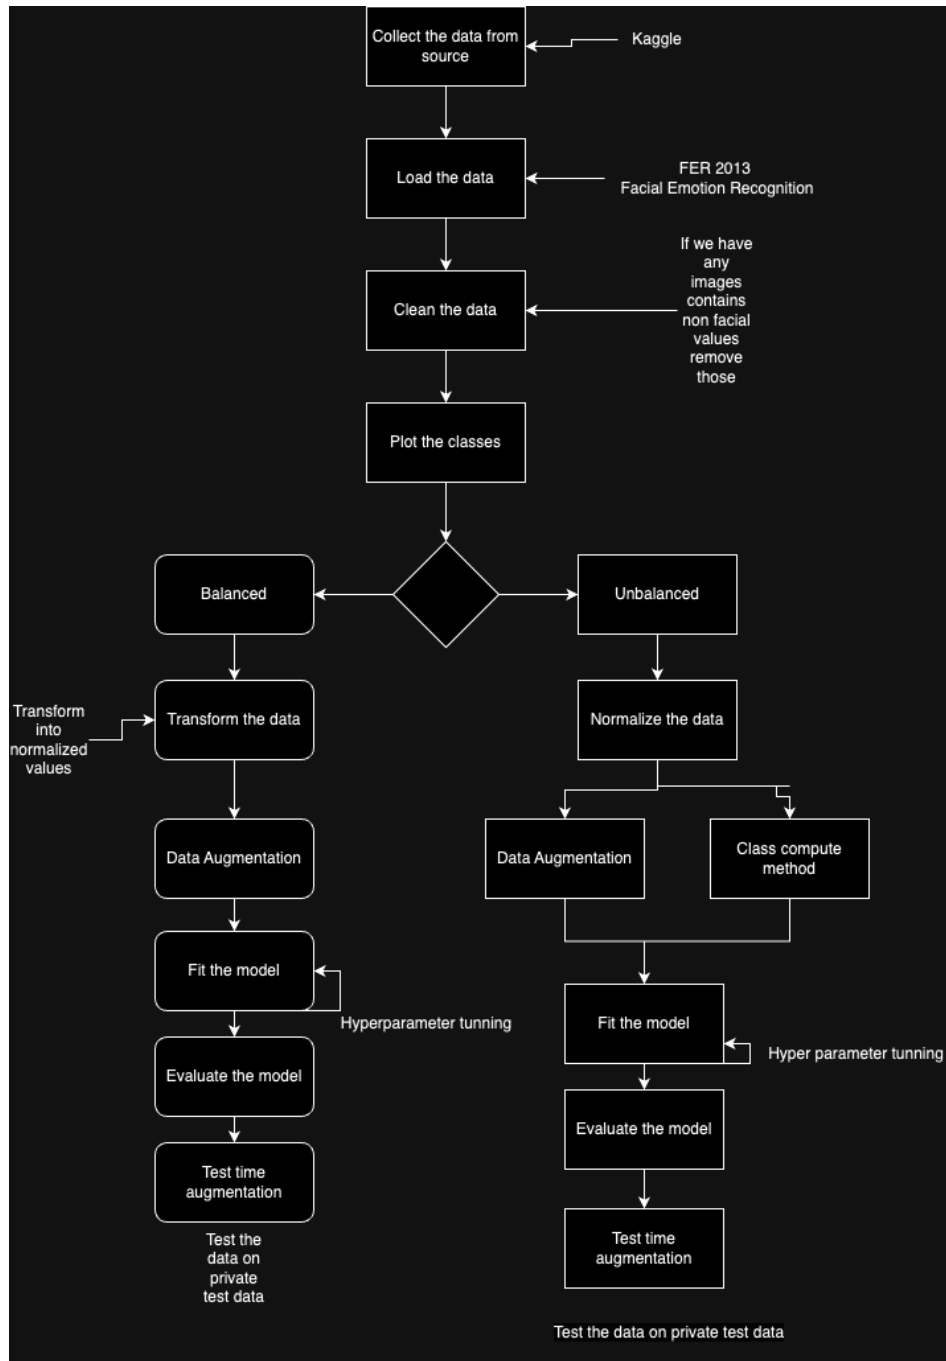 Collect the data from
source
Kaggle
Load the data
FER 2013
Facial Emotion Recognition
If we have
any
images
contains
non facial
values
remove
those
Clean the data
Plot the classes
Balanced
Unbalanced
Transform
into
normalized
values
Transform the data
Normalize the data
Data Augmentation
Data Augmentation
Class compute
method
Fit the model
Hyperparameter tunning
Fit the model
Hyper parameter tunning
Evaluate the model
Evaluate the model
Test time
augmentation
Test the
data on
private
test data
Test time
augmentation
Test the data on private test data